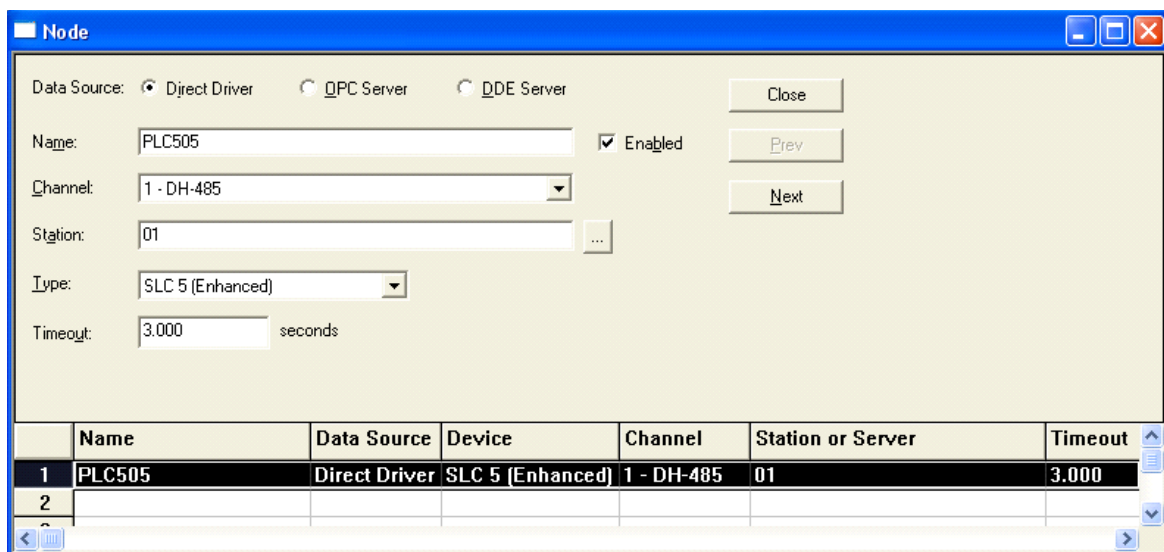 Node
Data Source: Direct Driver OPC Server DDE Server Close
Name: PLC505 Enabled Prev
Channel: 1 - DH-485 Next
Station: 01 ...
Type: SLC 5 (Enhanced)
Timeout: 3.000 seconds
Name Data Source Device Channel Station or Server Timeout
1 PLC505 Direct Driver SLC 5 (Enhanced) 1 - DH-485 01 3.000
2